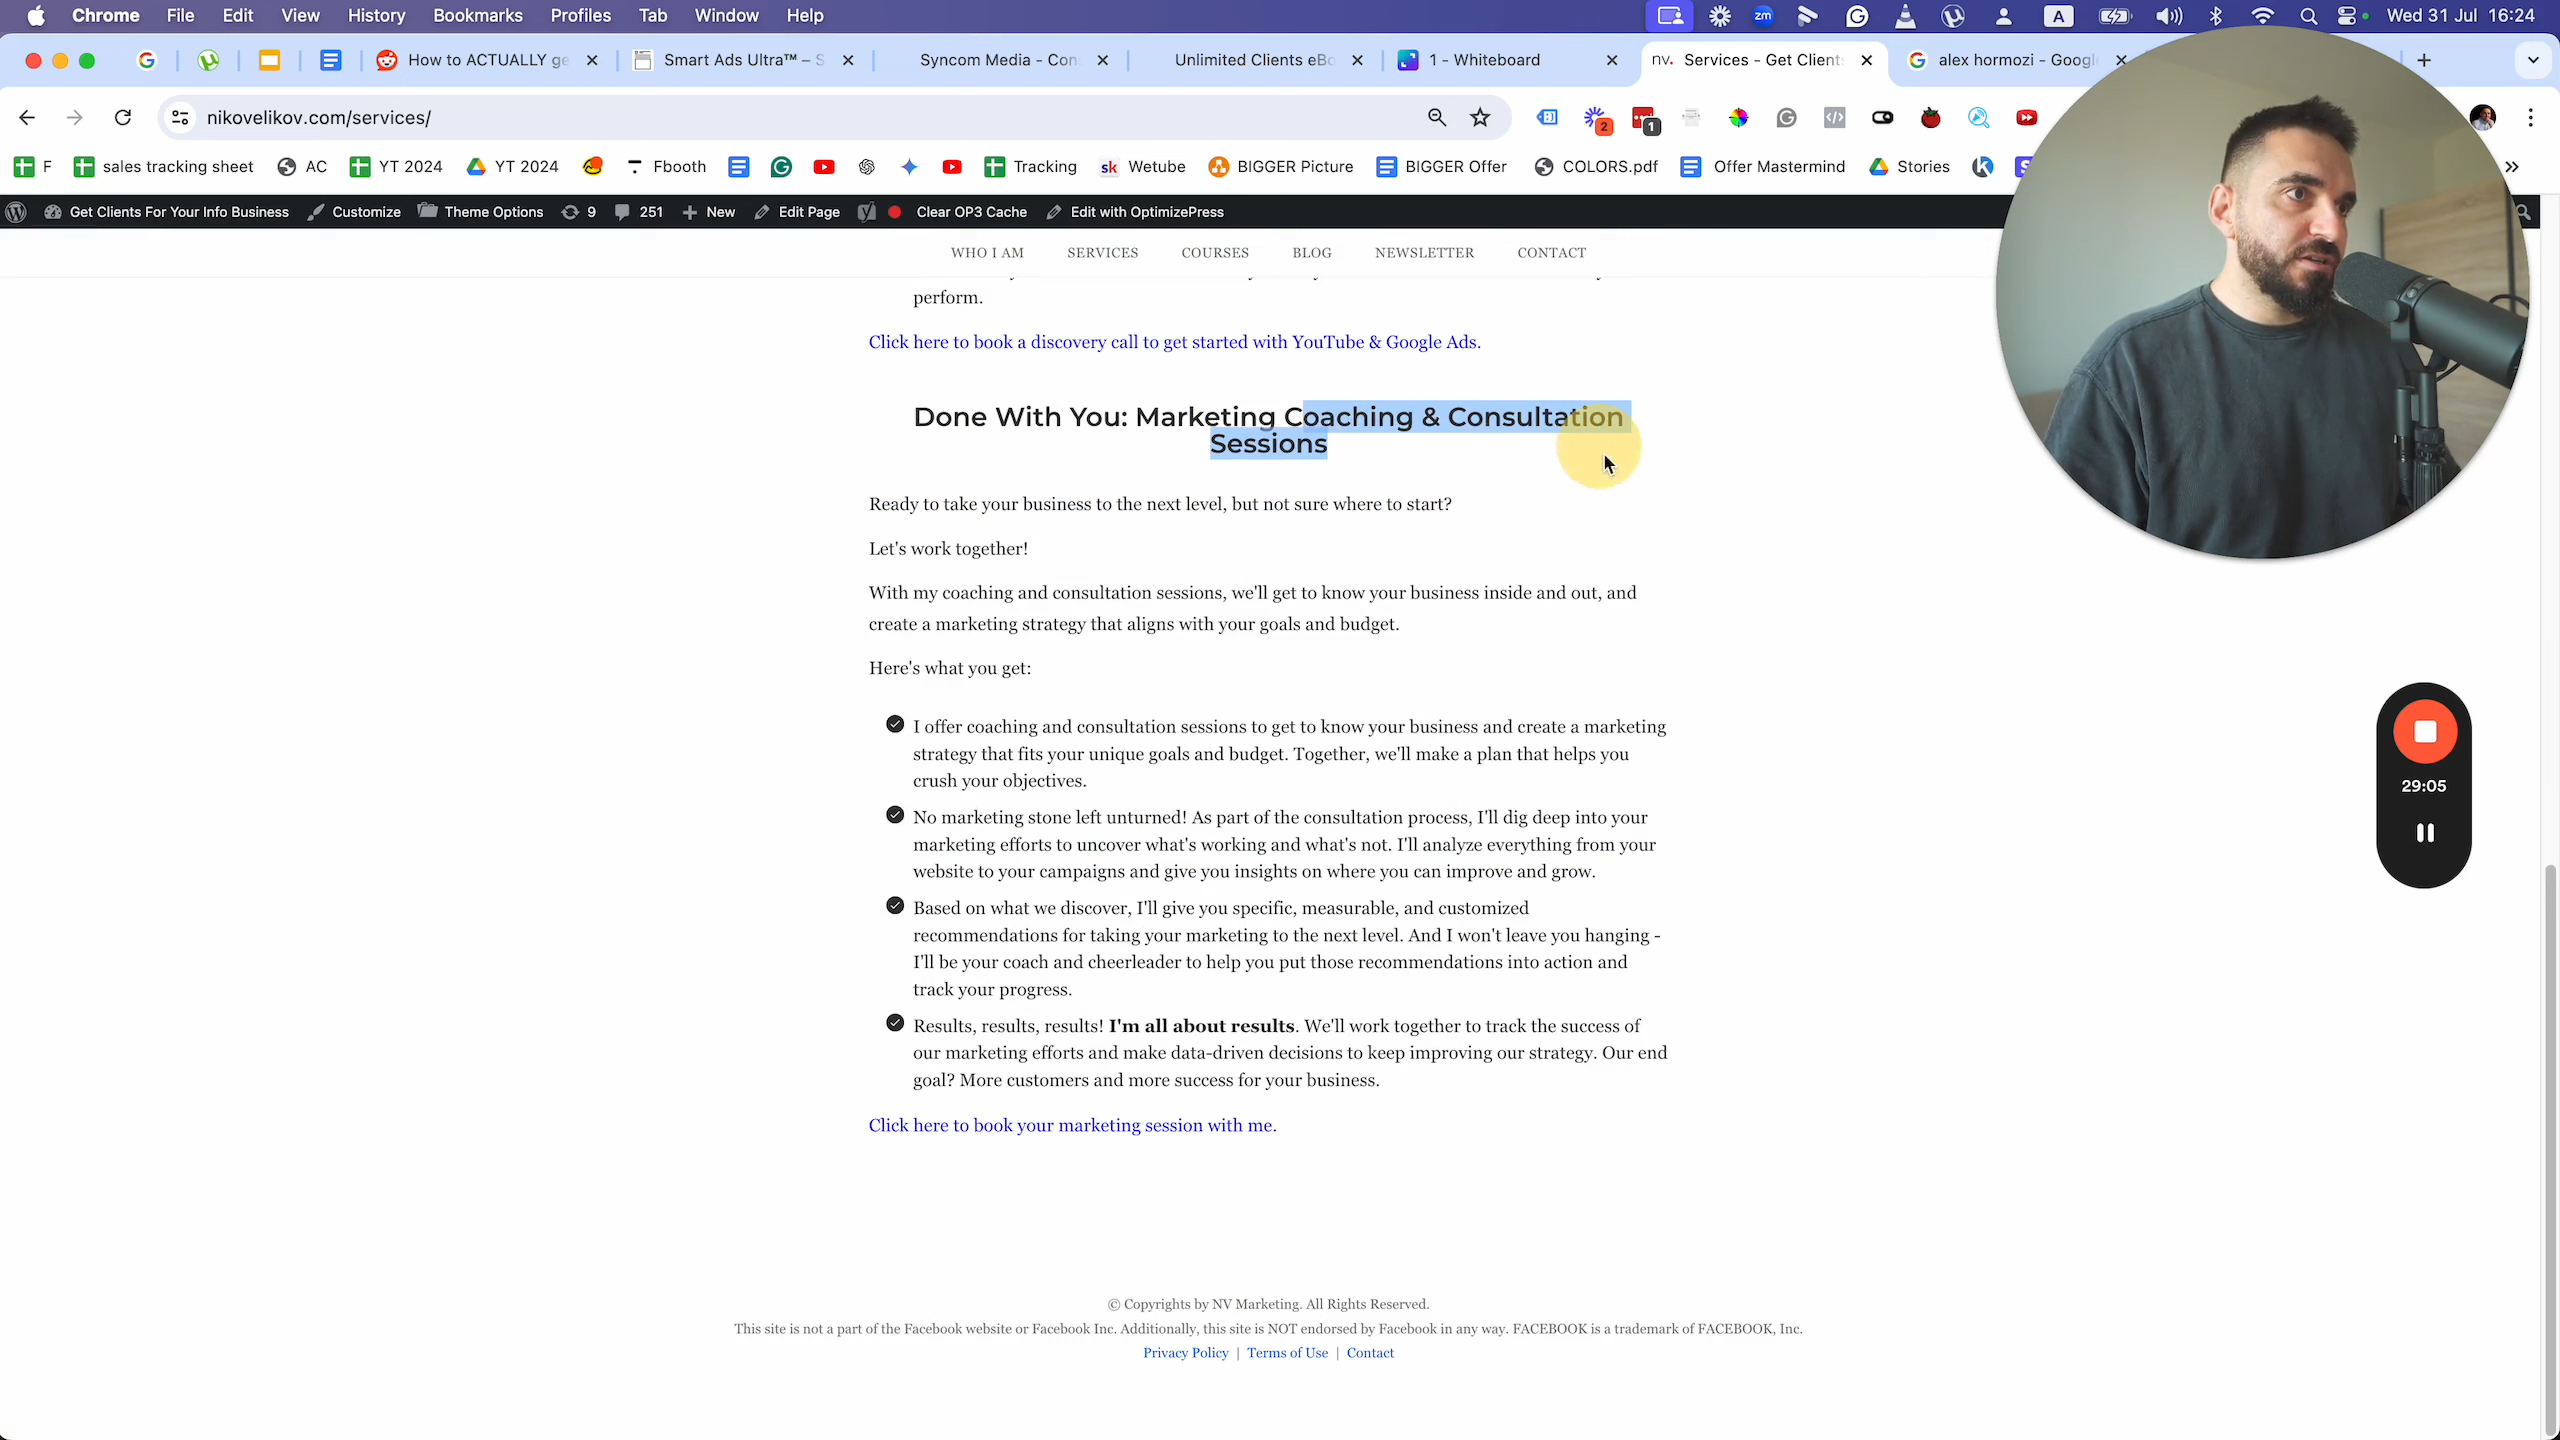 Chrome File Edit View History Bookmarks Profiles Tab Window Help zm A Wed 31 Jul 16:24
How to ACTUALLY ge Smart Ads Ultra™ – S Syncom Media - Con Unlimited Clients eBo 1 - Whiteboard nv. Services - Get Client alex hormozi - Googl
nikovelikov.com/services/ 2 1
F sales tracking sheet AC YT 2024 YT 2024 Fbooth Tracking sk Wetube BIGGER Picture BIGGER Offer COLORS.pdf Offer Mastermind Stories
Get Clients For Your Info Business Customize Theme Options 9 251 New Edit Page Clear OP3 Cache Edit with OptimizePress
WHO I AM SERVICES COURSES BLOG NEWSLETTER CONTACT
perform.
Click here to book a discovery call to get started with YouTube & Google Ads.
Done With You: Marketing Coaching & Consultation
Sessions
Ready to take your business to the next level, but not sure where to start?
Let's work together!
With my coaching and consultation sessions, we'll get to know your business inside and out, and
create a marketing strategy that aligns with your goals and budget.
Here's what you get:
I offer coaching and consultation sessions to get to know your business and create a marketing
strategy that fits your unique goals and budget. Together, we'll make a plan that helps you
crush your objectives.
No marketing stone left unturned! As part of the consultation process, I'll dig deep into your
marketing efforts to uncover what's working and what's not. I'll analyze everything from your
website to your campaigns and give you insights on where you can improve and grow.
Based on what we discover, I'll give you specific, measurable, and customized
recommendations for taking your marketing to the next level. And I won't leave you hanging -
I'll be your coach and cheerleader to help you put those recommendations into action and
track your progress.
Results, results, results! I'm all about results. We'll work together to track the success of
our marketing efforts and make data-driven decisions to keep improving our strategy. Our end
goal? More customers and more success for your business.
Click here to book your marketing session with me.
29:05
© Copyrights by NV Marketing. All Rights Reserved.
This site is not a part of the Facebook website or Facebook Inc. Additionally, this site is NOT endorsed by Facebook in any way. FACEBOOK is a trademark of FACEBOOK, Inc.
Privacy Policy | Terms of Use | Contact